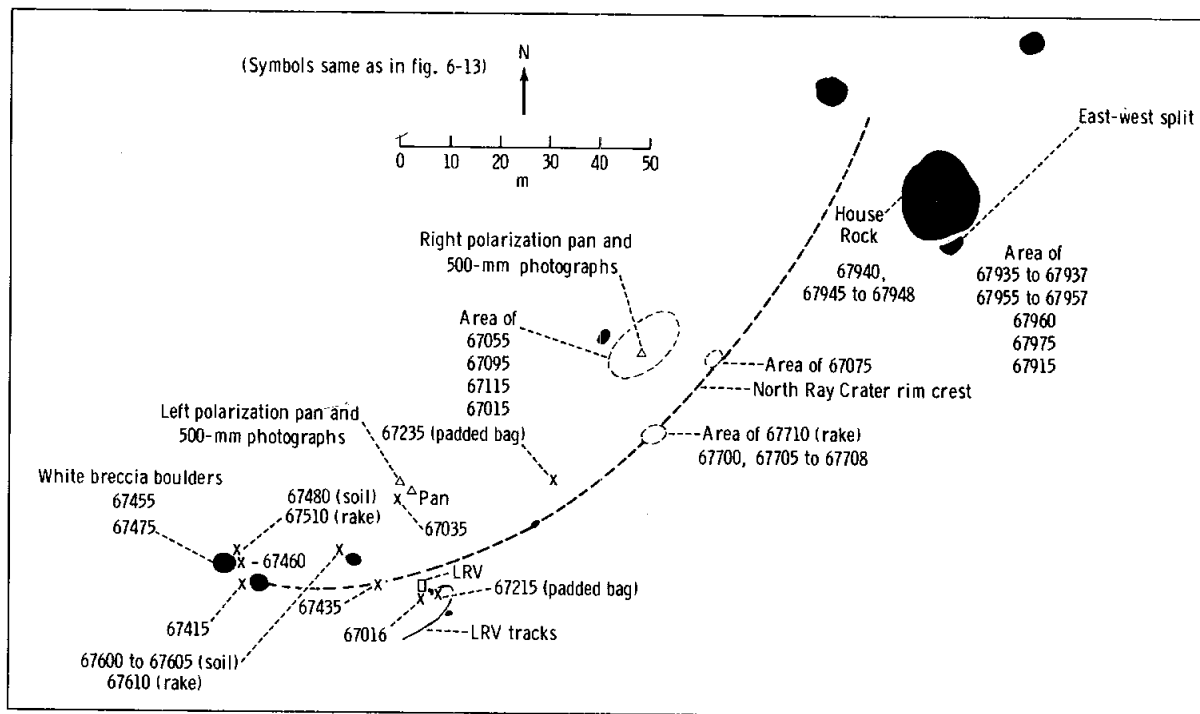 (Symbols same as in fig. 6-13)
N
0 10 20 30 40 50
m
East-west split
House
Rock
67940,
67945 to 67948
Area of
67935 to 67937
67955 to 67957
67960
67975
67915
Right polarization pan and
500-mm photographs
Area of
67055
67095
67115
67015
67235 (padded bag)
Area of 67075
North Ray Crater rim crest
Area of 67710 (rake)
67700, 67705 to 67708
Left polarization pan and
500-mm photographs
Pan
67035
White breccia boulders
67455
67475
67480 (soil)
67510 (rake)
67460
67415
67435
LRV
67215 (padded bag)
67016
LRV tracks
67600 to 67605 (soil)
67610 (rake)